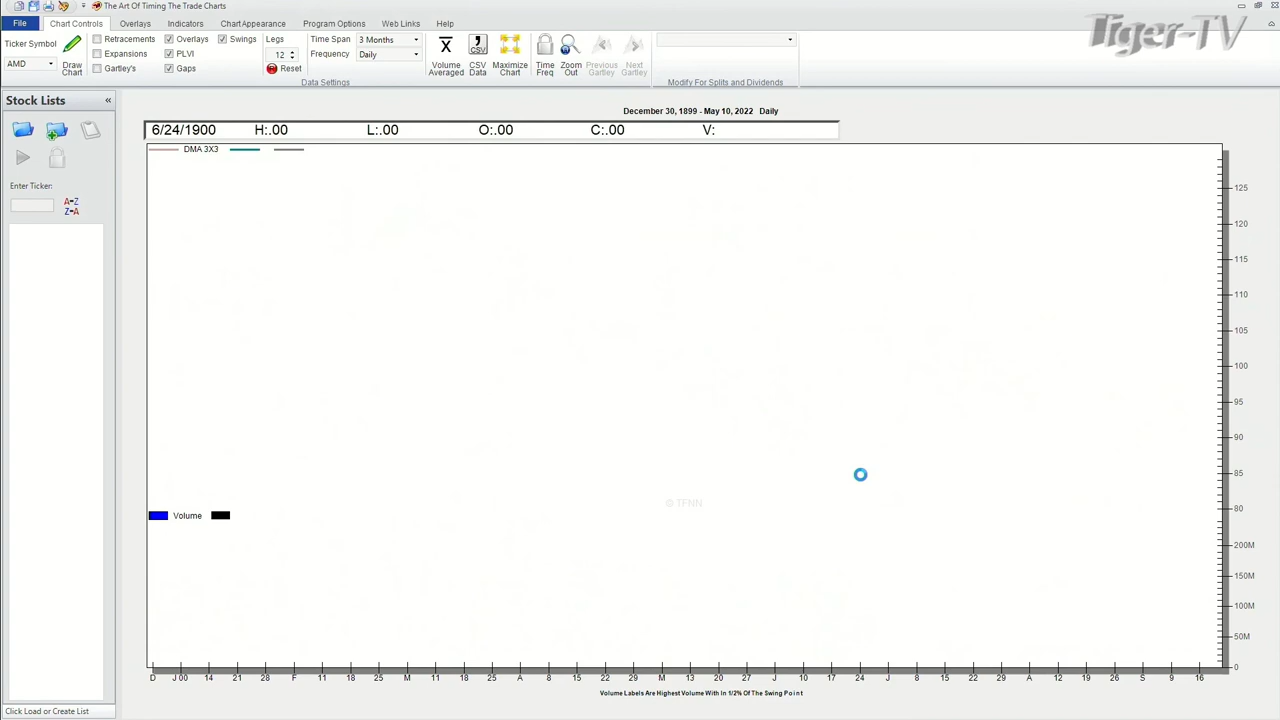 The Art Of Timing The Trade Charts
File Chart Controls Overlays Indicators Chart Appearance Program Options Web Links Help
Tiger-TV
Ticker Symbol
AMD
Draw Chart
Retracements
Expansions
Gartley's
Overlays
PLVI
Gaps
Swings
Legs
12
Reset
Time Span 3 Months
Frequency Daily
Data Settings
Volume Averaged
CSV
CSV Data
Maximize Chart
Time Freq
Zoom Out
Previous Gartley
Next Gartley
Modify For Splits and Dividends
Stock Lists «
Enter Ticker:
A-Z
Z-A
Click Load or Create List
December 30, 1899 - May 10, 2022 Daily
6/24/1900 H:.00 L:.00 O:.00 C:.00 V:
DMA 3X3
125
120
115
110
105
100
95
90
85
80
© TFNN
Volume
200M
150M
100M
50M
0
D J 00 14 21 28 F 11 18 25 M 11 18 25 A 8 15 22 29 M 13 20 27 J 10 17 24 J 8 15 22 29 A 19 26 S 9 16
Volume Labels Are Highest Volume With In 1/2% Of The Swing Point